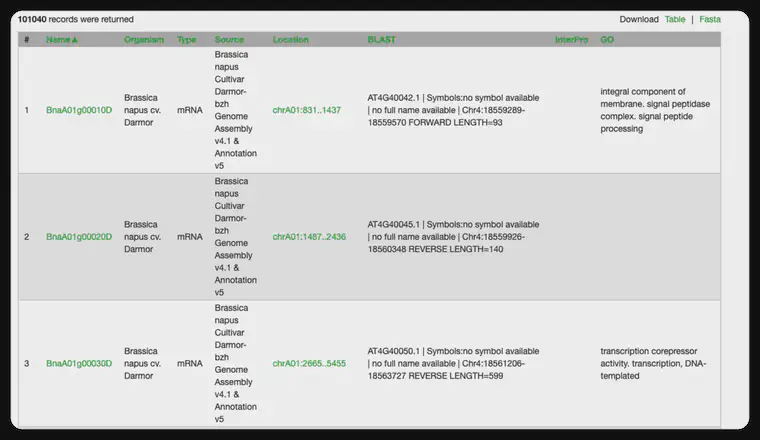 101040 records were returned
Download Table | Fasta
# Name▲ Organism Type Source Location BLAST InterPro GO
1 BnaA01g00010D Brassica napus cv. Darmor mRNA Brassica napus Cultivar Darmor-bzh Genome Assembly v4.1 & Annotation v5 chrA01:831..1437 AT4G40042.1 | Symbols:no symbol available | no full name available | Chr4:18559289-18559570 FORWARD LENGTH=93 integral component of membrane. signal peptidase complex. signal peptide processing
2 BnaA01g00020D Brassica napus cv. Darmor mRNA Brassica napus Cultivar Darmor-bzh Genome Assembly v4.1 & Annotation v5 chrA01:1487..2436 AT4G40045.1 | Symbols:no symbol available | no full name available | Chr4:18559926-18560348 REVERSE LENGTH=140
3 BnaA01g00030D Brassica napus cv. Darmor mRNA Brassica napus Cultivar Darmor-bzh Genome Assembly v4.1 & Annotation v5 chrA01:2665..5455 AT4G40050.1 | Symbols:no symbol available | no full name available | Chr4:18561206-18563727 REVERSE LENGTH=599 transcription corepressor activity. transcription, DNA-templated